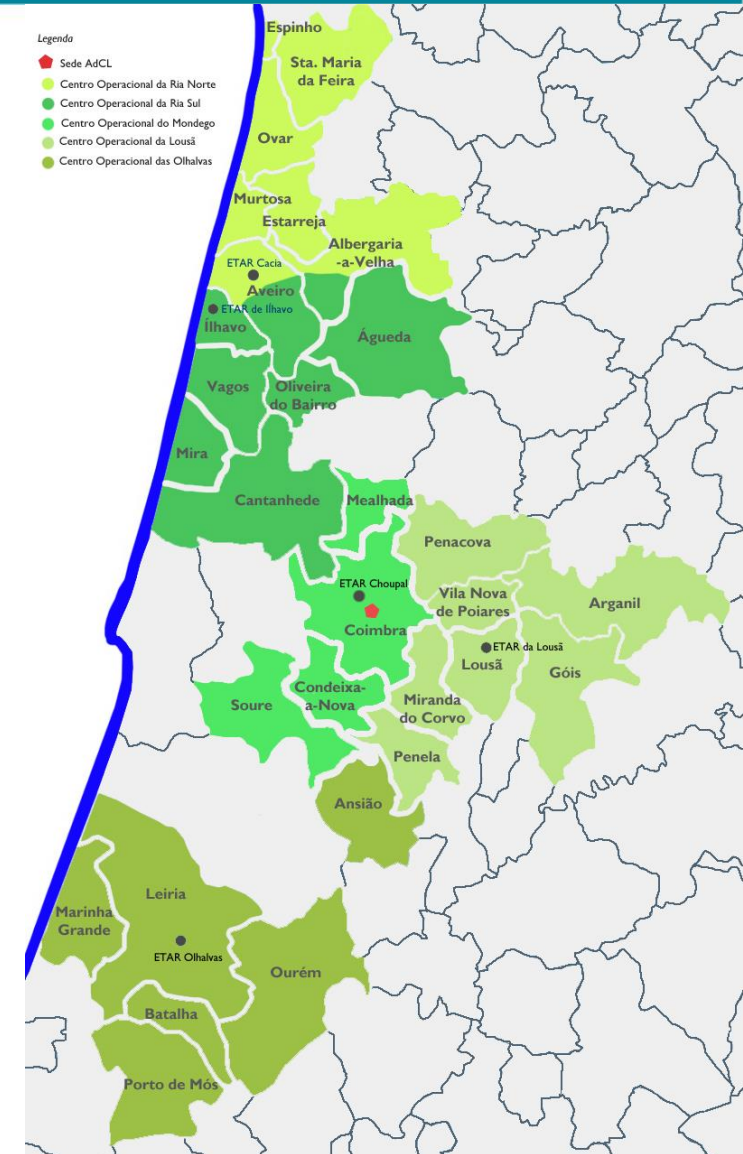 Legenda
Sede AdCL
Centro Operacional da Ria Norte
Centro Operacional da Ria Sul
Centro Operacional do Mondego
Centro Operacional da Lousã
Centro Operacional das Olhalvas
Espinho
Sta. Maria
da Feira
Ovar
Murtosa
Estarreja
Albergaria
-a-Velha
ETAR Cacia
Aveiro
ETAR de Ilhavo
Ílhavo
Águeda
Vagos
Oliveira
do Bairro
Mira
Cantanhede
Mealhada
Penacova
ETAR Choupal
Coimbra
Vila Nova
de Poiares
Arganil
ETAR da Lousã
Lousã
Góis
Condeixa-
a-Nova
Soure
Miranda
do Corvo
Penela
Ansião
Leiria
Marinha
Grande
ETAR Olhalvas
Ourém
Batalha
Porto de Mós